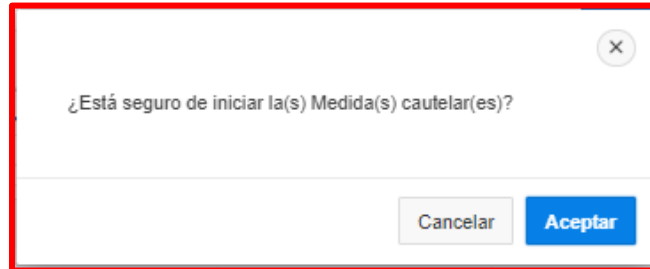 ¿Está seguro de iniciar la(s) Medida(s) cautelar(es)?
Cancelar Aceptar